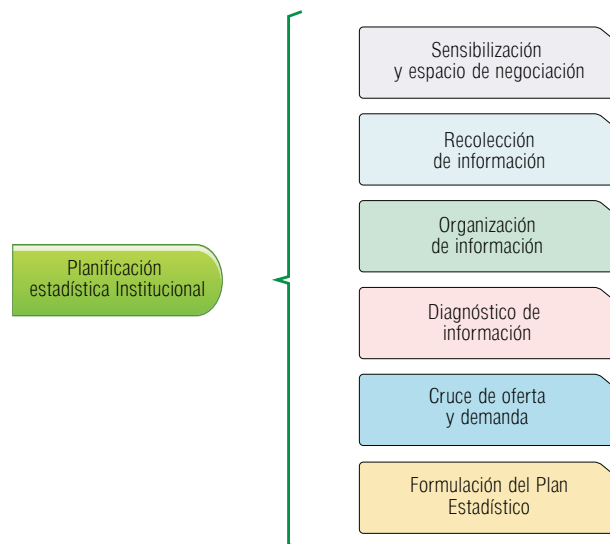 Planificación
estadística Institucional
Sensibilización
y espacio de negociación
Recolección
de información
Organización
de información
Diagnóstico de
información
Cruce de oferta
y demanda
Formulación del Plan
Estadístico